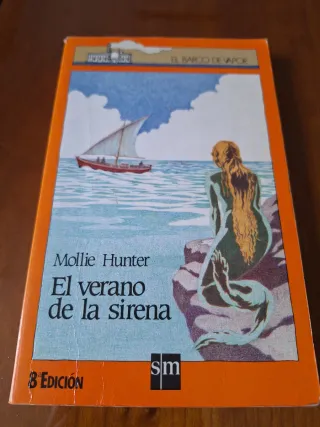 EL BARCO DE VAPOR
Mollie Hunter
El verano
de la sirena
8ª EDICIÓN
sm